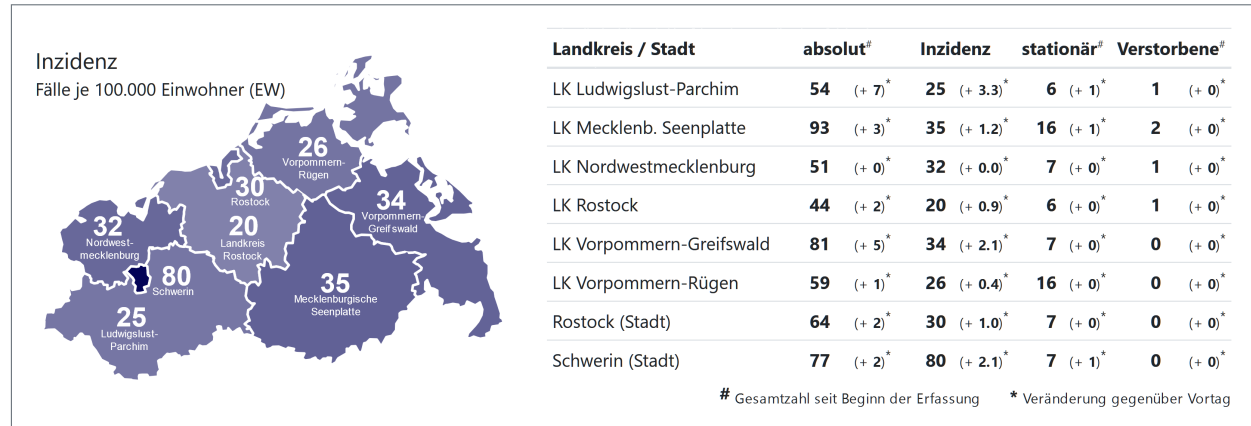 Inzidenz
Fälle je 100.000 Einwohner (EW)
26
Vorpommern-
Rügen
30
Rostock
34
Vorpommern-
Greifswald
20
Landkreis
Rostock
32
Nordwest-
mecklenburg
80
Schwerin
35
Mecklenburgische
Seenplatte
25
Ludwigslust-
Parchim
Landkreis / Stadt absolut# Inzidenz stationär# Verstorbene#
LK Ludwigslust-Parchim 54 (+ 7)* 25 (+ 3.3)* 6 (+ 1)* 1 (+ 0)*
LK Mecklenb. Seenplatte 93 (+ 3)* 35 (+ 1.2)* 16 (+ 1)* 2 (+ 0)*
LK Nordwestmecklenburg 51 (+ 0)* 32 (+ 0.0)* 7 (+ 0)* 1 (+ 0)*
LK Rostock 44 (+ 2)* 20 (+ 0.9)* 6 (+ 0)* 1 (+ 0)*
LK Vorpommern-Greifswald 81 (+ 5)* 34 (+ 2.1)* 7 (+ 0)* 0 (+ 0)*
LK Vorpommern-Rügen 59 (+ 1)* 26 (+ 0.4)* 16 (+ 0)* 0 (+ 0)*
Rostock (Stadt) 64 (+ 2)* 30 (+ 1.0)* 7 (+ 0)* 0 (+ 0)*
Schwerin (Stadt) 77 (+ 2)* 80 (+ 2.1)* 7 (+ 1)* 0 (+ 0)*
# Gesamtzahl seit Beginn der Erfassung * Veränderung gegenüber Vortag